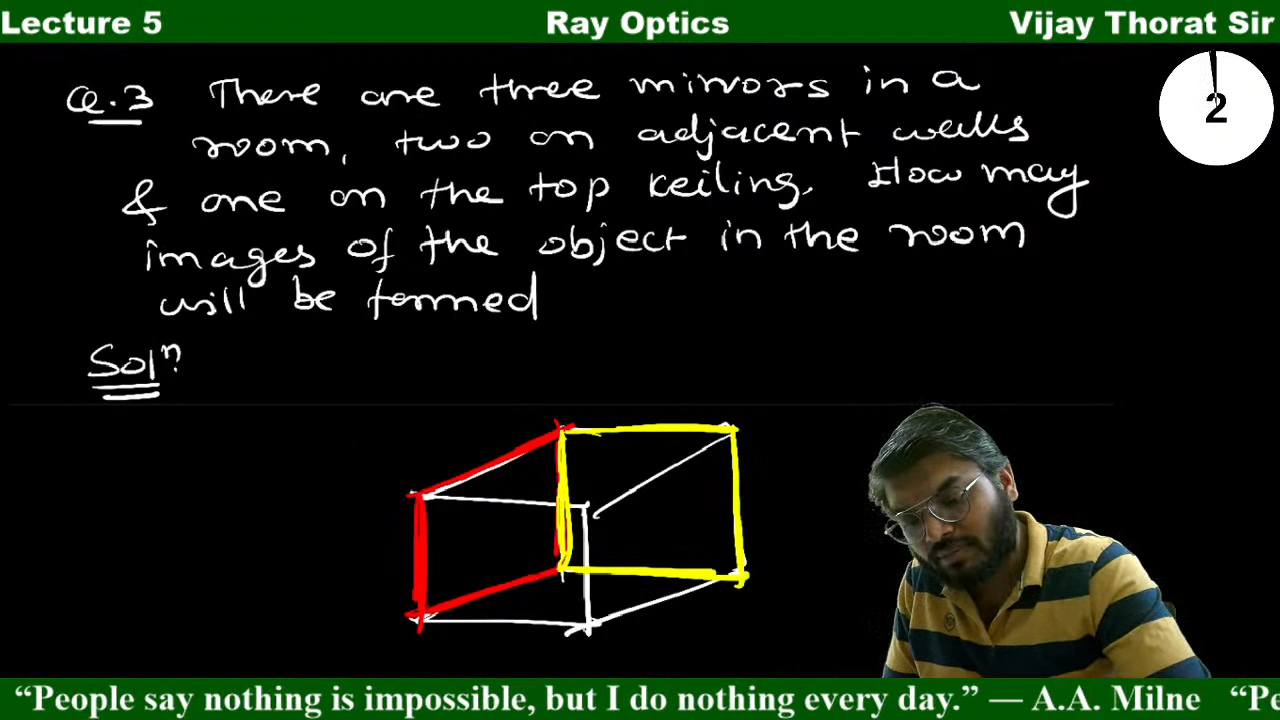 Lecture 5 Ray Optics Vijay Thorat Sir
Q.3 There are three mirrors in a
room, two on adjacent walls
& one on the top keiling. How may
images of the object in the room
will be formed
Solⁿ:
2
“People say nothing is impossible, but I do nothing every day.” — A.A. Milne “Pe